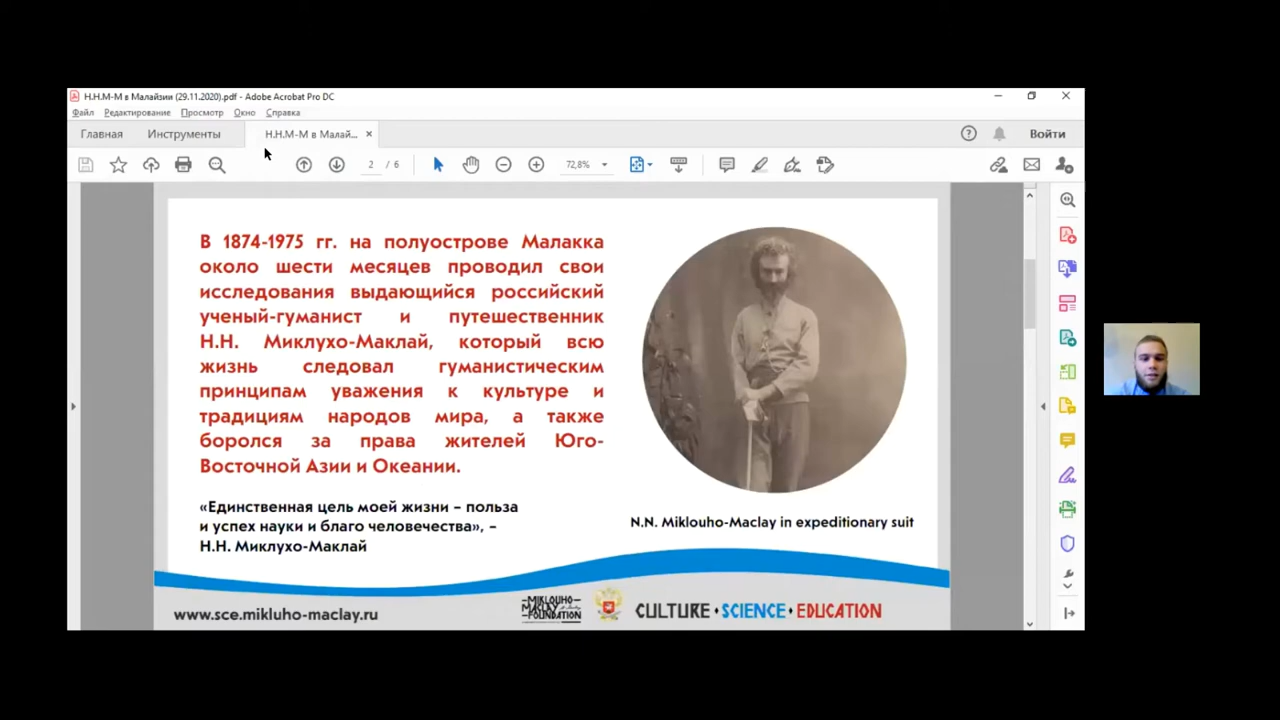 Н.Н.М-М в Малайзии (29.11.2020).pdf - Adobe Acrobat Pro DC
Файл Редактирование Просмотр Окно Справка
Главная Инструменты Н.Н.М-М в Малай... Войти
2 / 6 72,8%
В 1874-1975 гг. на полуострове Малакка
около шести месяцев проводил свои
исследования выдающийся российский
ученый-гуманист и путешественник
Н.Н. Миклухо-Маклай, который всю
жизнь следовал гуманистическим
принципам уважения к культуре и
традициям народов мира, а также
боролся за права жителей Юго-
Восточной Азии и Океании.
«Единственная цель моей жизни – польза
и успех науки и благо человечества», –
Н.Н. Миклухо-Маклай
N.N. Miklouho-Maclay in expeditionary suit
www.sce.mikluho-maclay.ru
MIKLOUHO-
MACLAY
FOUNDATION
CULTURE • SCIENCE • EDUCATION